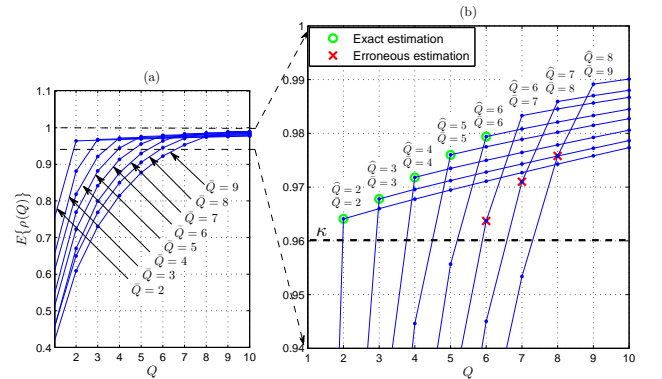 (a)
1.1
1
0.9
0.8
0.7
0.6
0.5
0.4
1 2 3 4 5 6 7 8 9 10
Q
E{ρ(Q)}
Q̄ = 9
Q̄ = 8
Q̄ = 7
Q̄ = 6
Q̄ = 5
Q̄ = 4
Q̄ = 3
Q̄ = 2
(b)
Exact estimation
Erroneous estimation
1
0.99
0.98
0.97
0.96
0.95
0.94
1 2 3 4 5 6 7 8 9 10
Q
κ
Q̂ = 2
Q̄ = 2
Q̂ = 3
Q̄ = 3
Q̂ = 4
Q̄ = 4
Q̂ = 5
Q̄ = 5
Q̂ = 6
Q̄ = 6
Q̂ = 6
Q̄ = 7
Q̂ = 7
Q̄ = 8
Q̂ = 8
Q̄ = 9